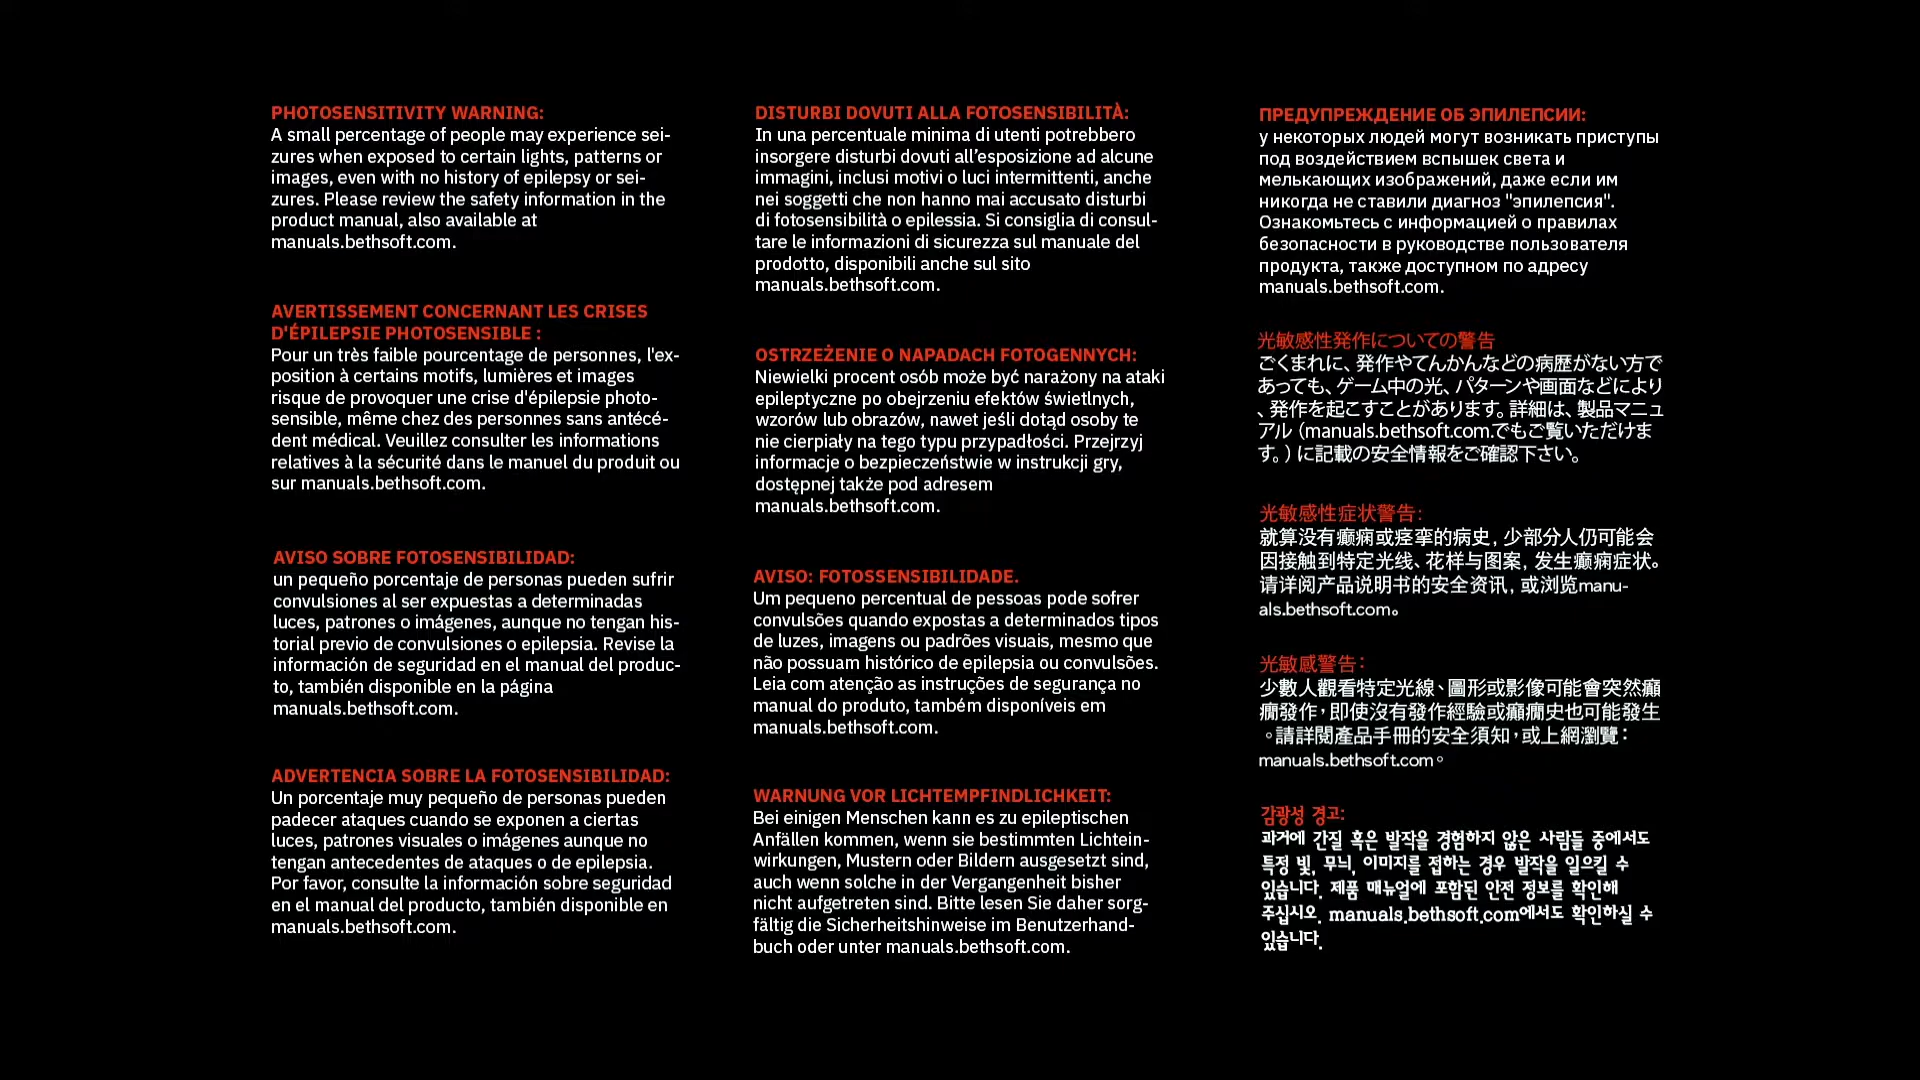 PHOTOSENSITIVITY WARNING:
A small percentage of people may experience sei-
zures when exposed to certain lights, patterns or
images, even with no history of epilepsy or sei-
zures. Please review the safety information in the
product manual, also available at
manuals.bethsoft.com.
AVERTISSEMENT CONCERNANT LES CRISES
D'ÉPILEPSIE PHOTOSENSIBLE :
Pour un très faible pourcentage de personnes, l'ex-
position à certains motifs, lumières et images
risque de provoquer une crise d'épilepsie photo-
sensible, même chez des personnes sans antécé-
dent médical. Veuillez consulter les informations
relatives à la sécurité dans le manuel du produit ou
sur manuals.bethsoft.com.
AVISO SOBRE FOTOSENSIBILIDAD:
un pequeño porcentaje de personas pueden sufrir
convulsiones al ser expuestas a determinadas
luces, patrones o imágenes, aunque no tengan his-
torial previo de convulsiones o epilepsia. Revise la
información de seguridad en el manual del produc-
to, también disponible en la página
manuals.bethsoft.com.
ADVERTENCIA SOBRE LA FOTOSENSIBILIDAD:
Un porcentaje muy pequeño de personas pueden
padecer ataques cuando se exponen a ciertas
luces, patrones visuales o imágenes aunque no
tengan antecedentes de ataques o de epilepsia.
Por favor, consulte la información sobre seguridad
en el manual del producto, también disponible en
manuals.bethsoft.com.
DISTURBI DOVUTI ALLA FOTOSENSIBILITÀ:
In una percentuale minima di utenti potrebbero
insorgere disturbi dovuti all’esposizione ad alcune
immagini, inclusi motivi o luci intermittenti, anche
nei soggetti che non hanno mai accusato disturbi
di fotosensibilità o epilessia. Si consiglia di consul-
tare le informazioni di sicurezza sul manuale del
prodotto, disponibili anche sul sito
manuals.bethsoft.com.
OSTRZEŻENIE O NAPADACH FOTOGENNYCH:
Niewielki procent osób może być narażony na ataki
epileptyczne po obejrzeniu efektów świetlnych,
wzorów lub obrazów, nawet jeśli dotąd osoby te
nie cierpiały na tego typu przypadłości. Przejrzyj
informacje o bezpieczeństwie w instrukcji gry,
dostępnej także pod adresem
manuals.bethsoft.com.
AVISO: FOTOSSENSIBILIDADE.
Um pequeno percentual de pessoas pode sofrer
convulsões quando expostas a determinados tipos
de luzes, imagens ou padrões visuais, mesmo que
não possuam histórico de epilepsia ou convulsões.
Leia com atenção as instruções de segurança no
manual do produto, também disponíveis em
manuals.bethsoft.com.
WARNUNG VOR LICHTEMPFINDLICHKEIT:
Bei einigen Menschen kann es zu epileptischen
Anfällen kommen, wenn sie bestimmten Lichtein-
wirkungen, Mustern oder Bildern ausgesetzt sind,
auch wenn solche in der Vergangenheit bisher
nicht aufgetreten sind. Bitte lesen Sie daher sorg-
fältig die Sicherheitshinweise im Benutzerhand-
buch oder unter manuals.bethsoft.com.
ПРЕДУПРЕЖДЕНИЕ ОБ ЭПИЛЕПСИИ:
у некоторых людей могут возникать приступы
под воздействием вспышек света и
мелькающих изображений, даже если им
никогда не ставили диагноз "эпилепсия".
Ознакомьтесь с информацией о правилах
безопасности в руководстве пользователя
продукта, также доступном по адресу
manuals.bethsoft.com.
光敏感性発作についての警告
ごくまれに、発作やてんかんなどの病歴がない方で
あっても、ゲーム中の光、パターンや画面などにより
、発作を起こすことがあります。詳細は、製品マニュ
アル（manuals.bethsoft.com.でもご覧いただけま
す。）に記載の安全情報をご確認下さい。
光敏感性症状警告：
就算没有癫痫或痉挛的病史，少部分人仍可能会
因接触到特定光线、花样与图案，发生癫痫症状。
请详阅产品说明书的安全资讯，或浏览manu-
als.bethsoft.com。
光敏感警告：
少數人觀看特定光線、圖形或影像可能會突然癲
癇發作，即使沒有發作經驗或癲癇史也可能發生
。請詳閱產品手冊的安全須知，或上網瀏覽：
manuals.bethsoft.com。
감광성 경고:
과거에 간질 혹은 발작을 경험하지 않은 사람들 중에서도
특정 빛, 무늬, 이미지를 접하는 경우 발작을 일으킬 수
있습니다. 제품 매뉴얼에 포함된 안전 정보를 확인해
주십시오. manuals.bethsoft.com에서도 확인하실 수
있습니다.